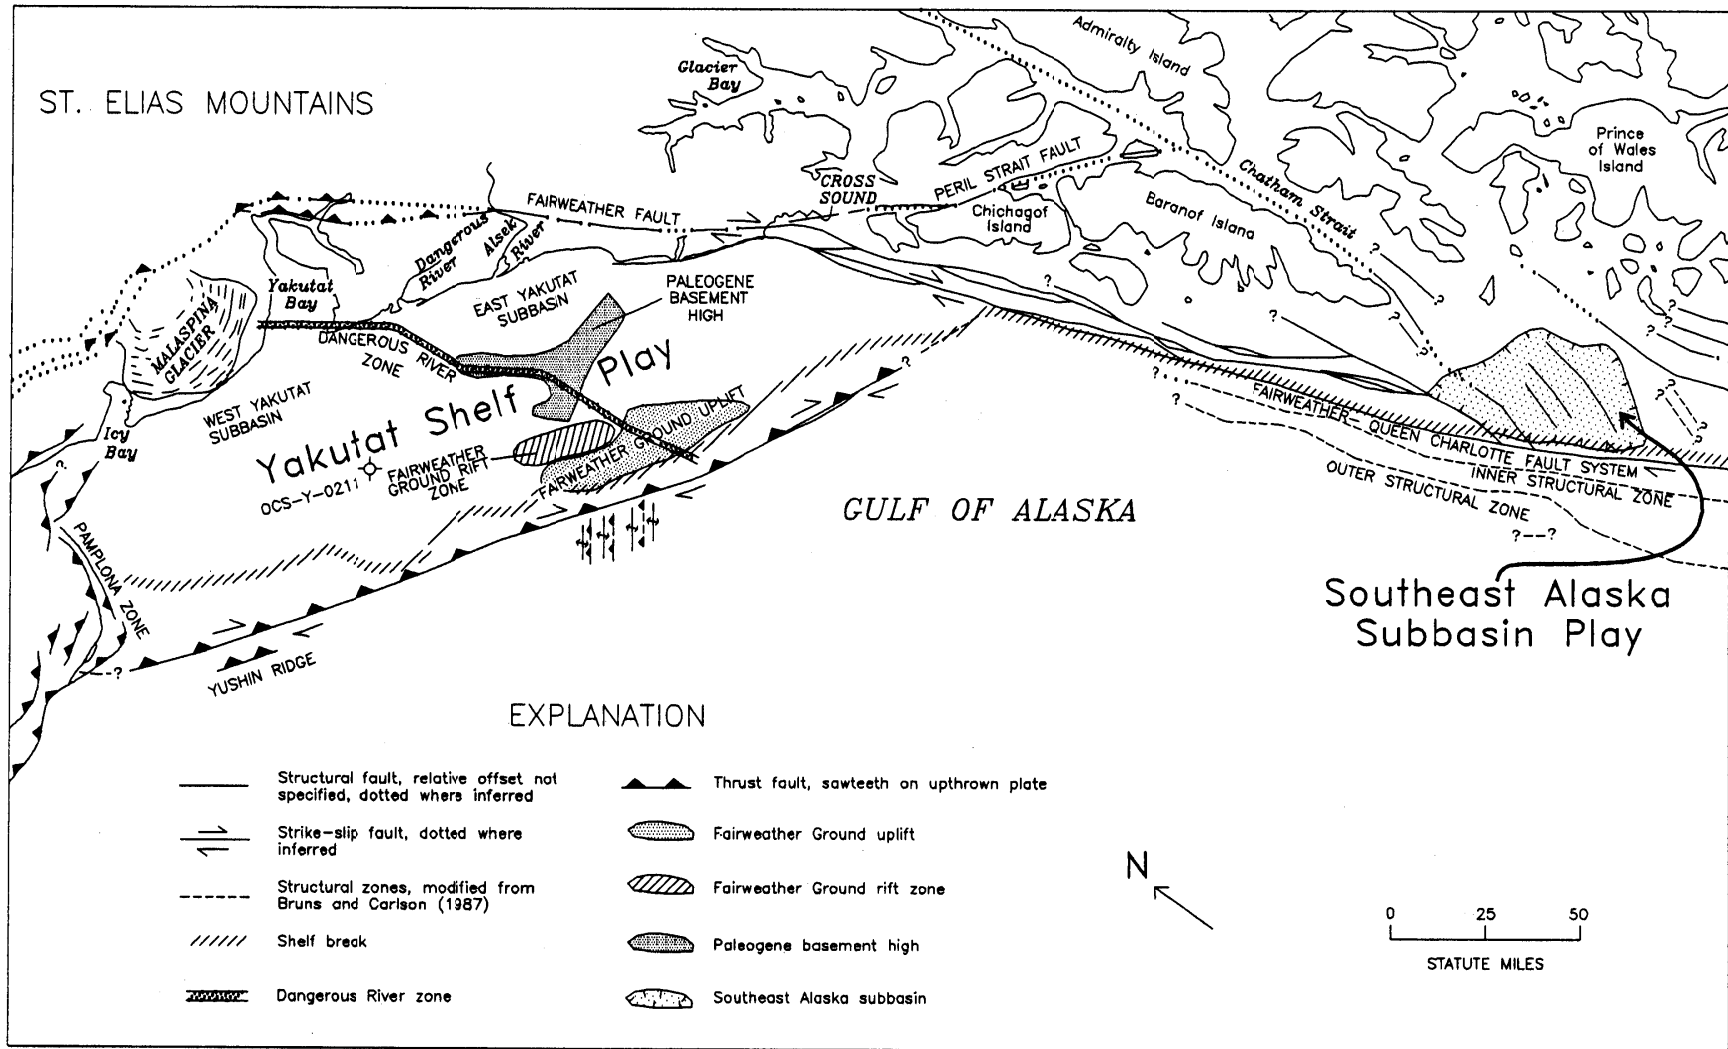 ST. ELIAS MOUNTAINS
Glacier
Bay
Admiralty Island
Prince
of Wales
Island
CROSS
SOUND
PERIL STRAIT FAULT
Chatham Strait
FAIRWEATHER FAULT
Chichagof
Island
Baranof Island
Dangerous
River
Alsek
River
Yakutat
Bay
MALASPINA
GLACIER
EAST YAKUTAT
SUBBASIN
PALEOGENE
BASEMENT
HIGH
DANGEROUS RIVER
ZONE
WEST YAKUTAT
SUBBASIN
Icy
Bay
Yakutat Shelf Play
OCS-Y-0211
FAIRWEATHER
GROUND RIFT
ZONE
FAIRWEATHER GROUND UPLIFT
FAIRWEATHER- QUEEN CHARLOTTE FAULT SYSTEM
INNER STRUCTURAL ZONE
OUTER STRUCTURAL ZONE
?--?
GULF OF ALASKA
PAMPLONA ZONE
YUSHIN RIDGE
Southeast Alaska
Subbasin Play
EXPLANATION
Structural fault, relative offset not
specified, dotted where inferred
Strike-slip fault, dotted where
inferred
Structural zones, modified from
Bruns and Carlson (1987)
Shelf break
Dangerous River zone
Thrust fault, sawteeth on upthrown plate
Fairweather Ground uplift
Fairweather Ground rift zone
Paleogene basement high
Southeast Alaska subbasin
N
0 25 50
STATUTE MILES